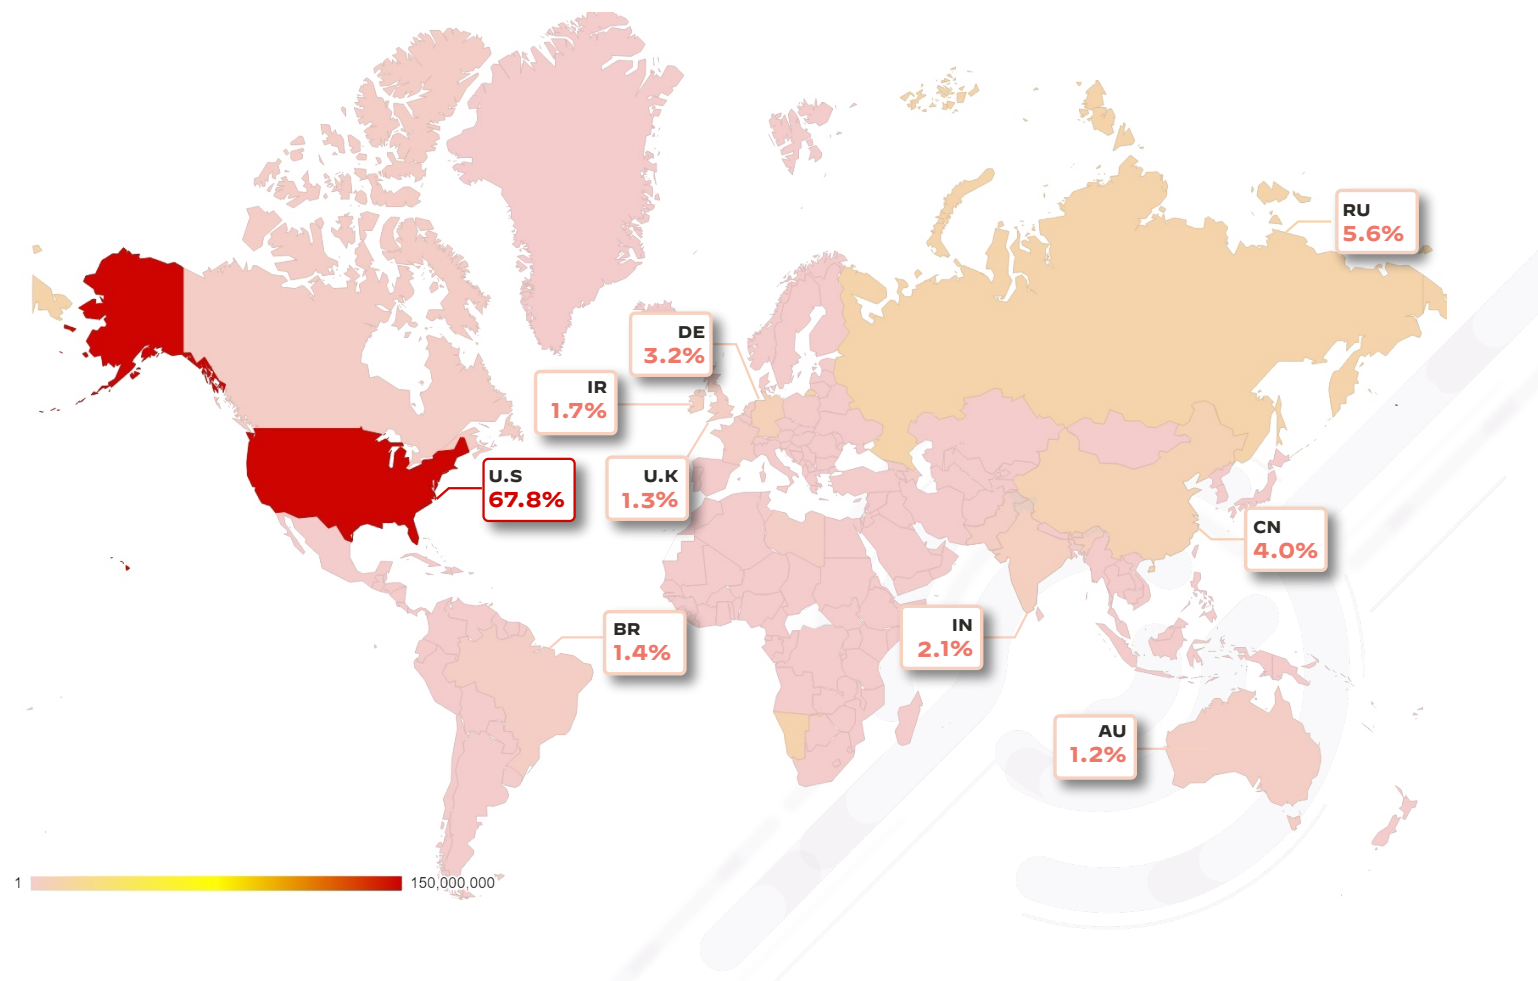 RU
5.6%
DE
3.2%
IR
1.7%
U.S
67.8%
U.K
1.3%
CN
4.0%
BR
1.4%
IN
2.1%
AU
1.2%
1
150,000,000